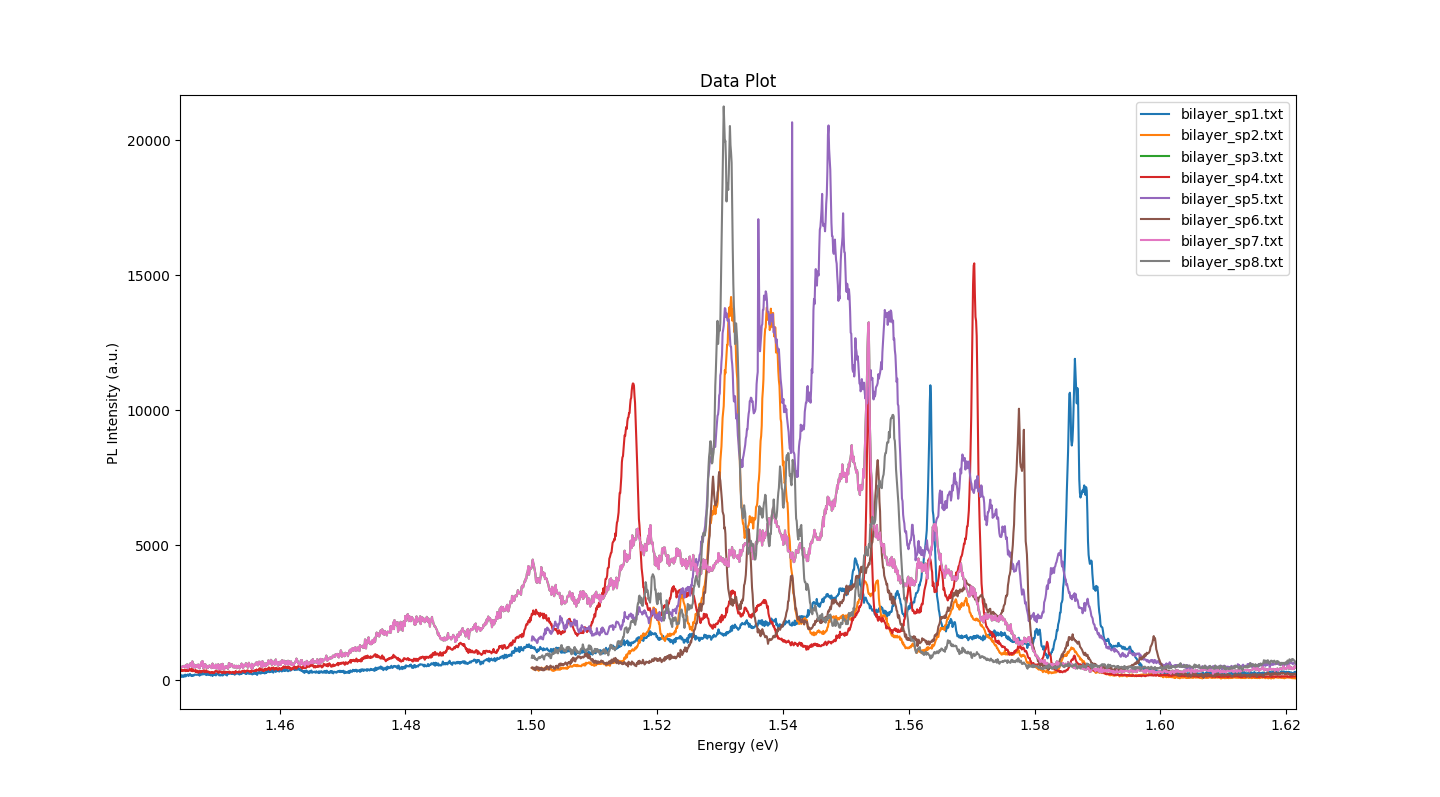 Data Plot
bilayer_sp1.txt
bilayer_sp2.txt
bilayer_sp3.txt
bilayer_sp4.txt
bilayer_sp5.txt
bilayer_sp6.txt
bilayer_sp7.txt
bilayer_sp8.txt
20000
15000
10000
5000
0
PL Intensity (a.u.)
1.46 1.48 1.50 1.52 1.54 1.56 1.58 1.60 1.62
Energy (eV)